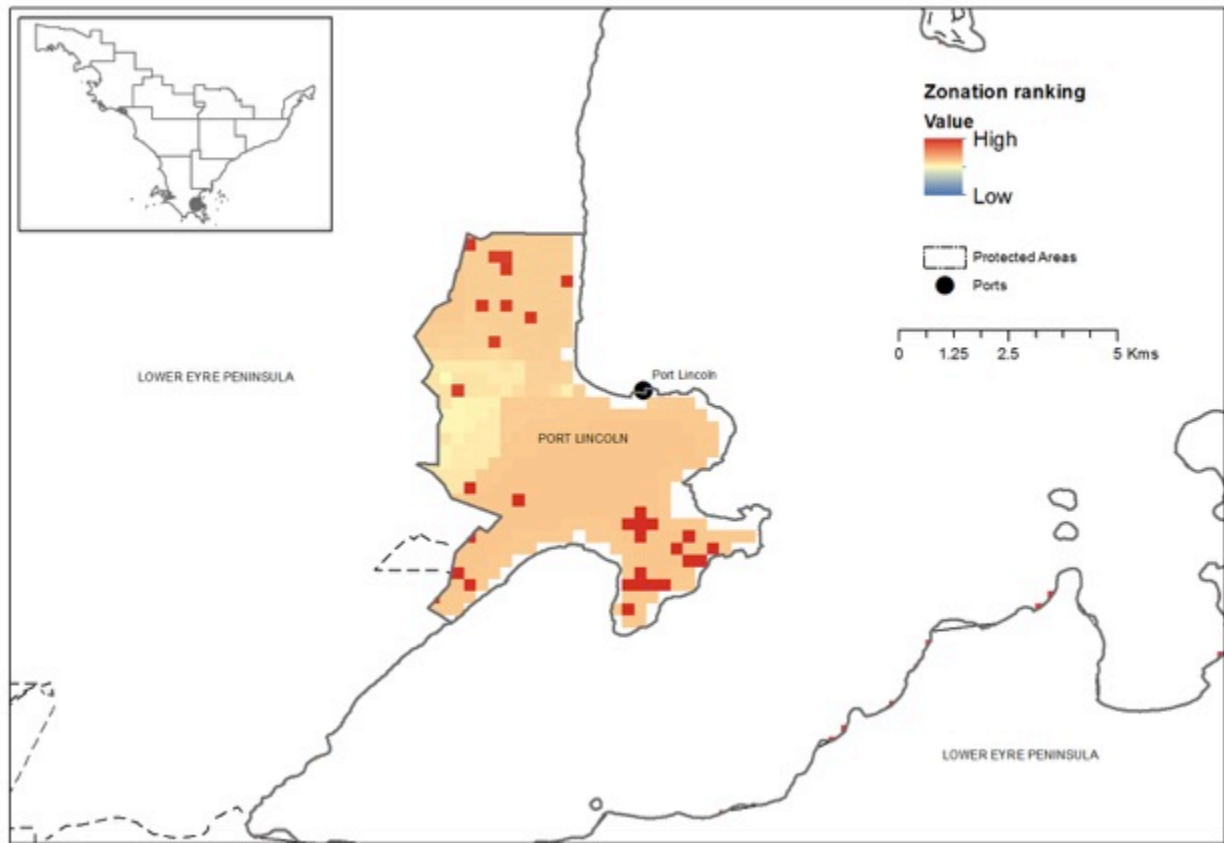 Zonation ranking
Value
High
Low
Protected Areas
Ports
0 1.25 2.5 5 Kms
LOWER EYRE PENINSULA
Port Lincoln
PORT LINCOLN
LOWER EYRE PENINSULA